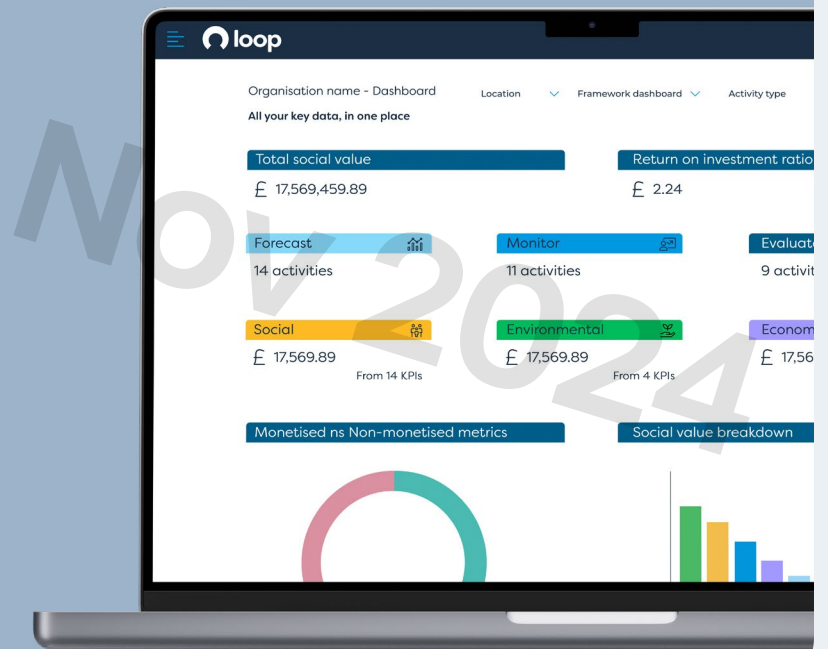 loop
Organisation name - Dashboard
Location
Framework dashboard
Activity type
All your key data, in one place
Total social value
Return on investment ratio
£ 17,569,459.89
£ 2.24
Forecast
Monitor
Evaluat
14 activities
11 activities
9 activit
Social
Environmental
Econom
£ 17,569.89
£ 17,569.89
£ 17,56
From 14 KPIs
From 4 KPIs
Monetised ns Non-monetised metrics
Social value breakdown
Nov 2024